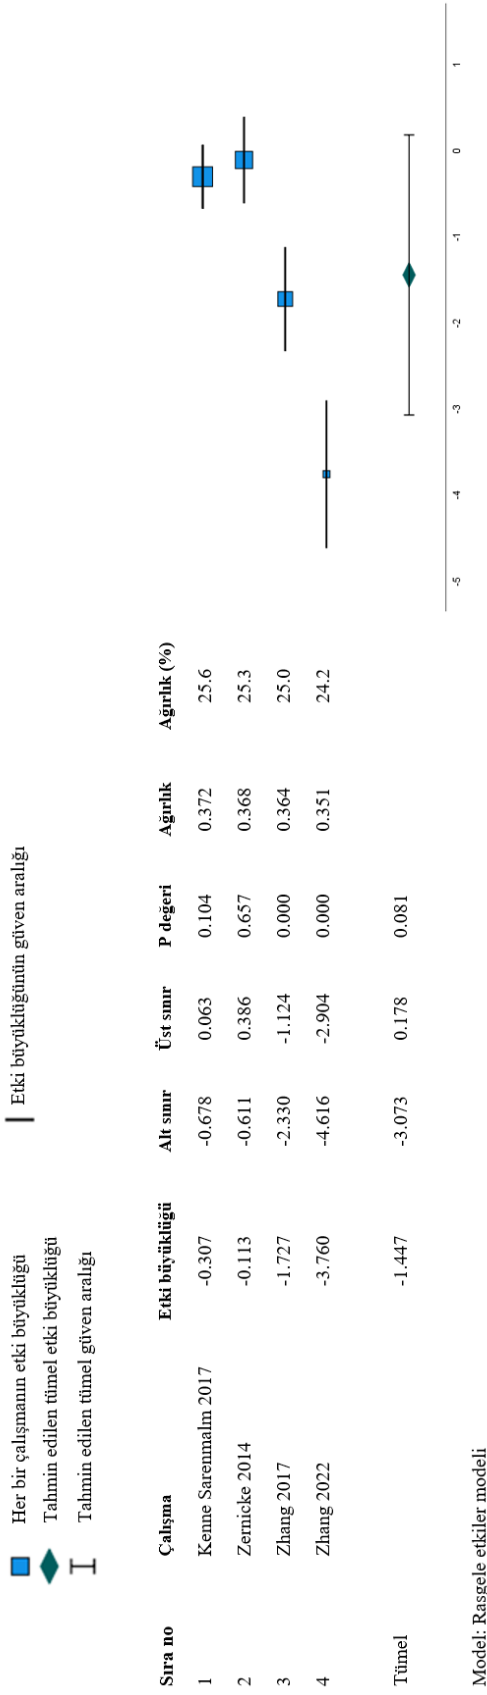 Her bir çalışmanın etki büyüklüğü
Etki büyüklüğünün güven aralığı
Tahmin edilen tümel etki büyüklüğü
Tahmin edilen tümel güven aralığı
Sıra no Çalışma Etki büyüklüğü Alt sınır Üst sınır P değeri Ağırlık Ağırlık (%)
1 Kenne Sarenmalm 2017 -0.307 -0.678 0.063 0.104 0.372 25.6
2 Zernicke 2014 -0.113 -0.611 0.386 0.657 0.368 25.3
3 Zhang 2017 -1.727 -2.330 -1.124 0.000 0.364 25.0
4 Zhang 2022 -3.760 -4.616 -2.904 0.000 0.351 24.2
Tümel -1.447 -3.073 0.178 0.081
-5 -4 -3 -2 -1 0 1
Model: Rasgele etkiler modeli